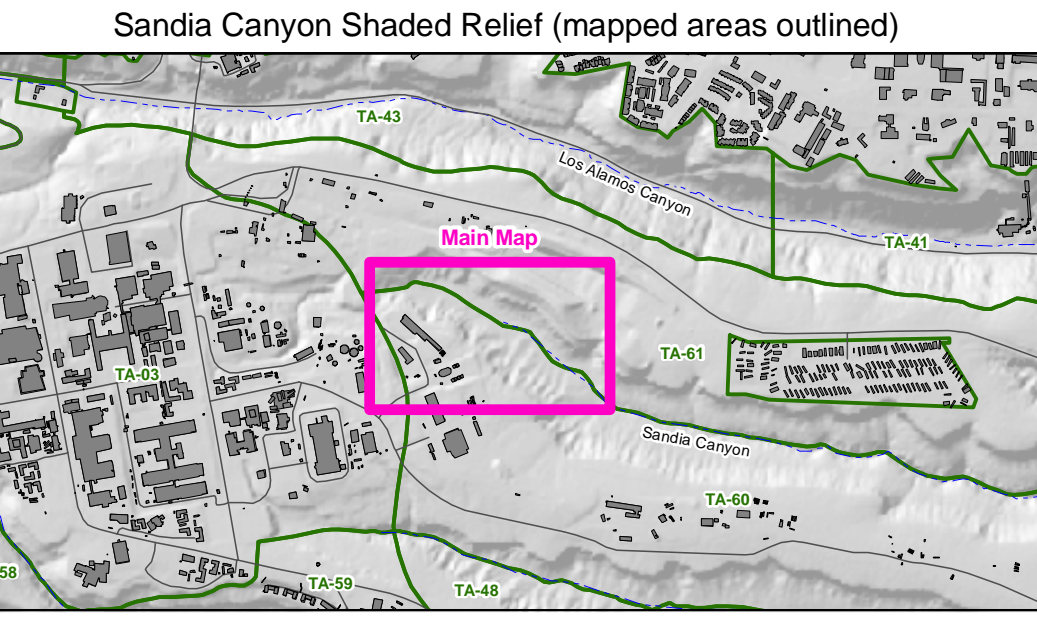 Sandia Canyon Shaded Relief (mapped areas outlined)
TA-43
Los Alamos Canyon
Main Map
TA-41
TA-61
TA-03
Sandia Canyon
TA-60
58
TA-59
TA-48